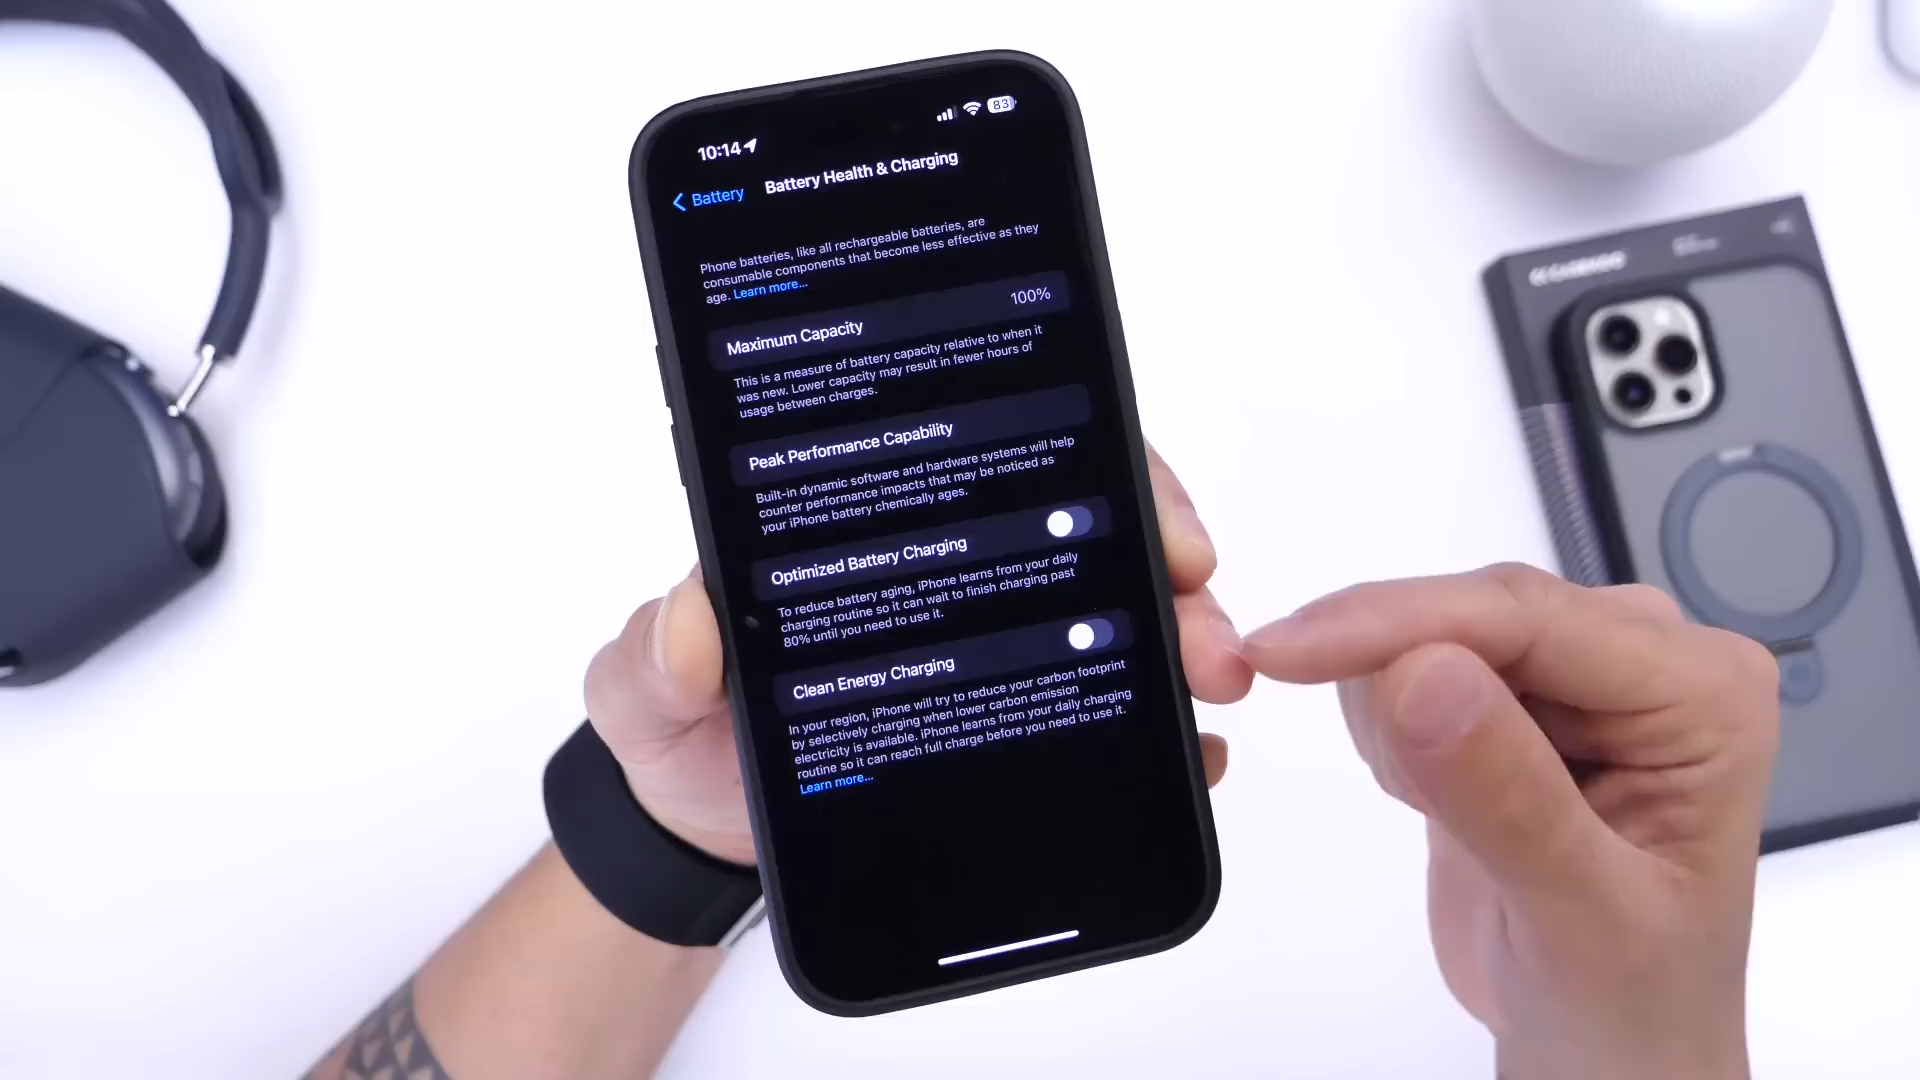 10:14
83
Battery
Battery Health & Charging
Phone batteries, like all rechargeable batteries, are
consumable components that become less effective as they
age. Learn more...
Maximum Capacity
100%
This is a measure of battery capacity relative to when it
was new. Lower capacity may result in fewer hours of
usage between charges.
Peak Performance Capability
Built-in dynamic software and hardware systems will help
counter performance impacts that may be noticed as
your iPhone battery chemically ages.
Optimized Battery Charging
To reduce battery aging, iPhone learns from your daily
charging routine so it can wait to finish charging past
80% until you need to use it.
Clean Energy Charging
In your region, iPhone will try to reduce your carbon footprint
by selectively charging when lower carbon emission
electricity is available. iPhone learns from your daily charging
routine so it can reach full charge before you need to use it.
Learn more...